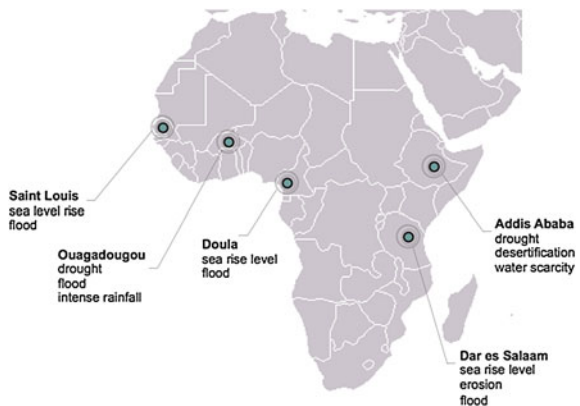 Saint Louis
sea level rise
flood
Ouagadougou
drought
flood
intense rainfall
Doula
sea rise level
flood
Addis Ababa
drought
desertification
water scarcity
Dar es Salaam
sea rise level
erosion
flood